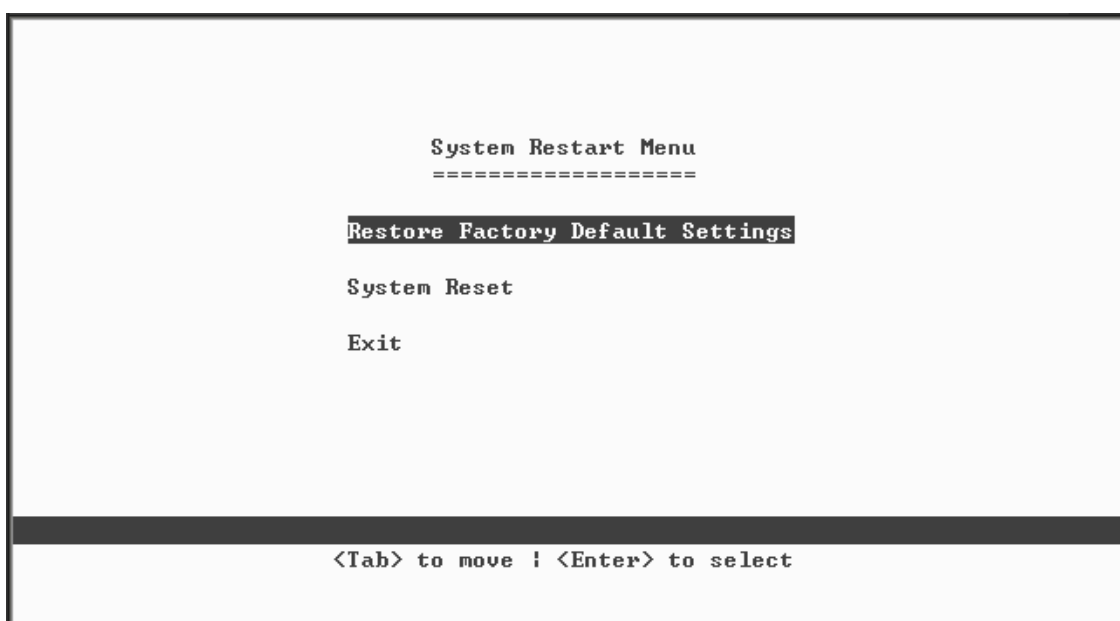 System Restart Menu
===================
Restore Factory Default Settings
System Reset
Exit
<Tab> to move ¦ <Enter> to select